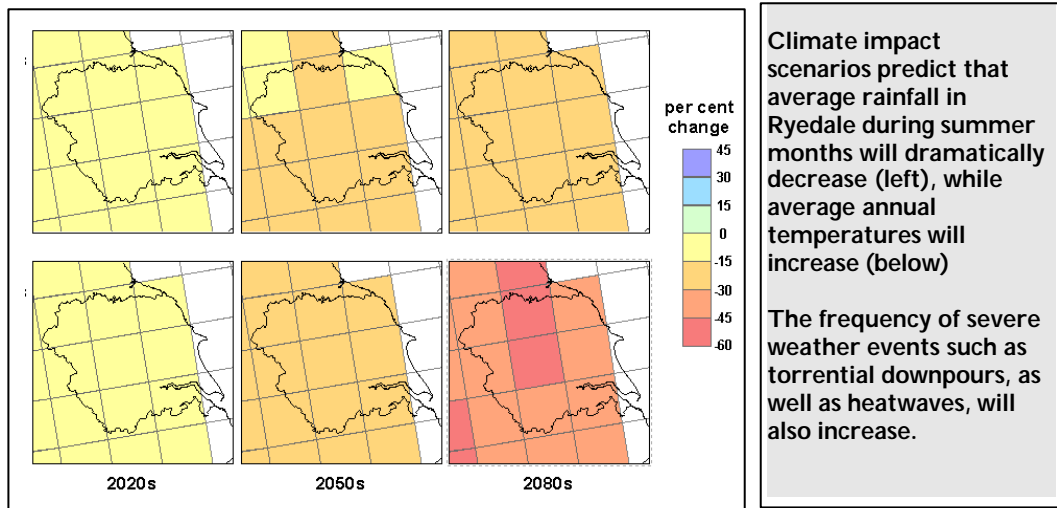 per cent
change
45
30
15
0
-15
-30
-45
-60
2020s
2050s
2080s
Climate impact
scenarios predict that
average rainfall in
Ryedale during summer
months will dramatically
decrease (left), while
average annual
temperatures will
increase (below)
The frequency of severe
weather events such as
torrential downpours, as
well as heatwaves, will
also increase.